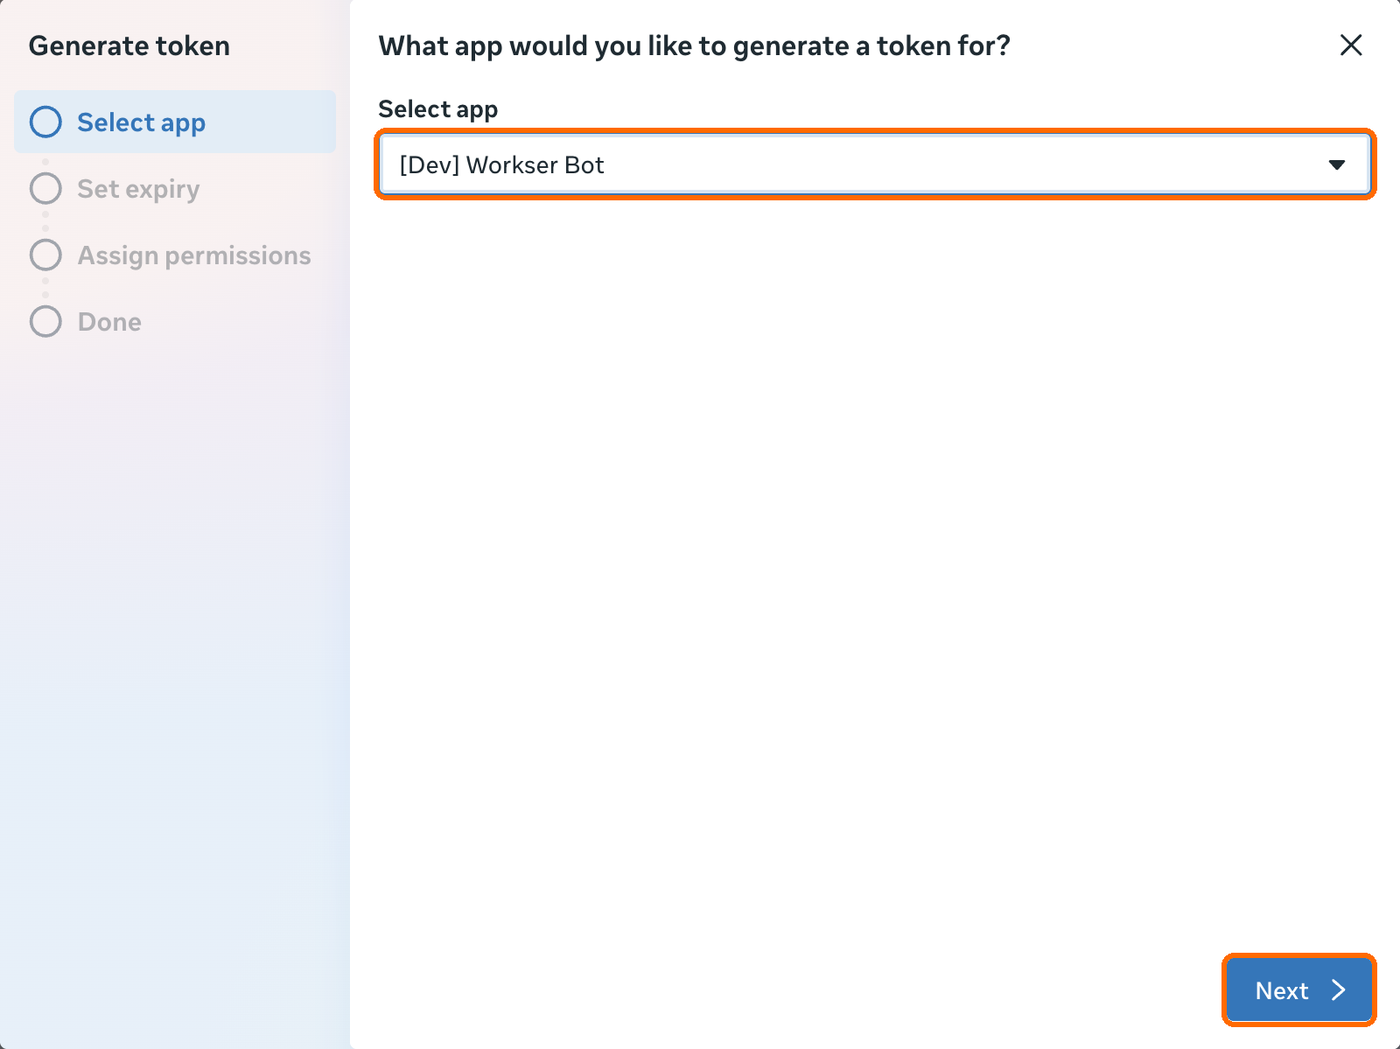 Generate token
Select app
Set expiry
Assign permissions
Done
What app would you like to generate a token for?
Select app
[Dev] Workser Bot
Next